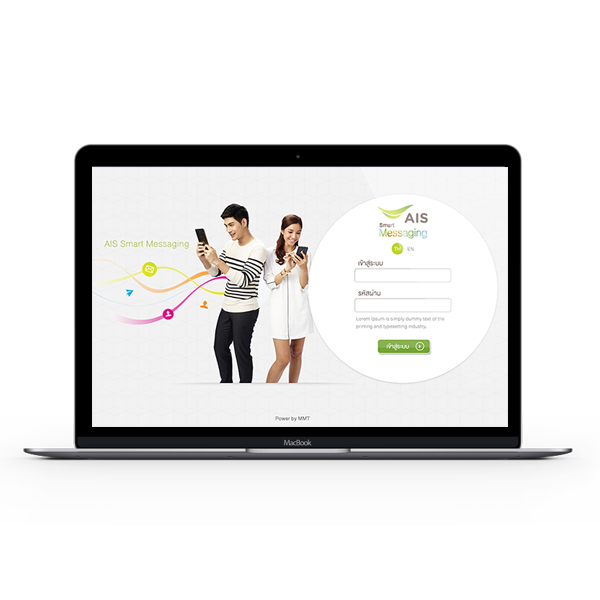 AIS Smart Messaging
AIS
Smart
Messaging
TH EN
เข้าสู่ระบบ
รหัสผ่าน
Lorem Ipsum is simply dummy text of the
printing and typesetting industry.
เข้าสู่ระบบ
Power by MMT
MacBook